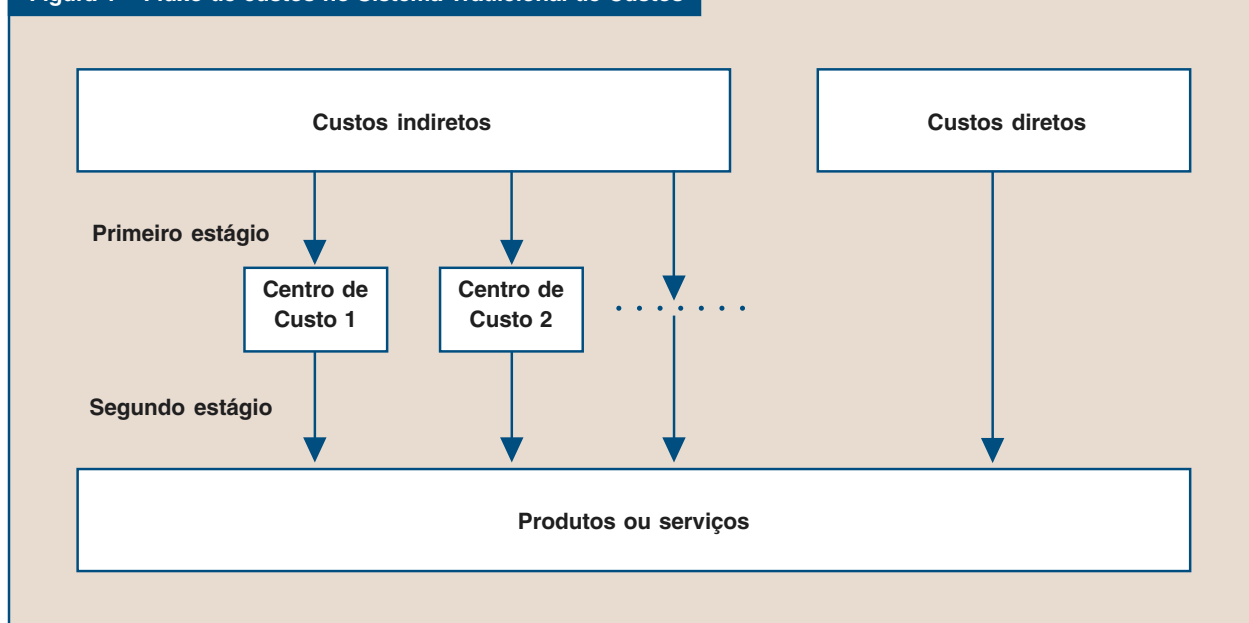 Custos indiretos
Custos diretos
Primeiro estágio
Centro de
Custo 1
Centro de
Custo 2
. . . . . . .
Segundo estágio
Produtos ou serviços